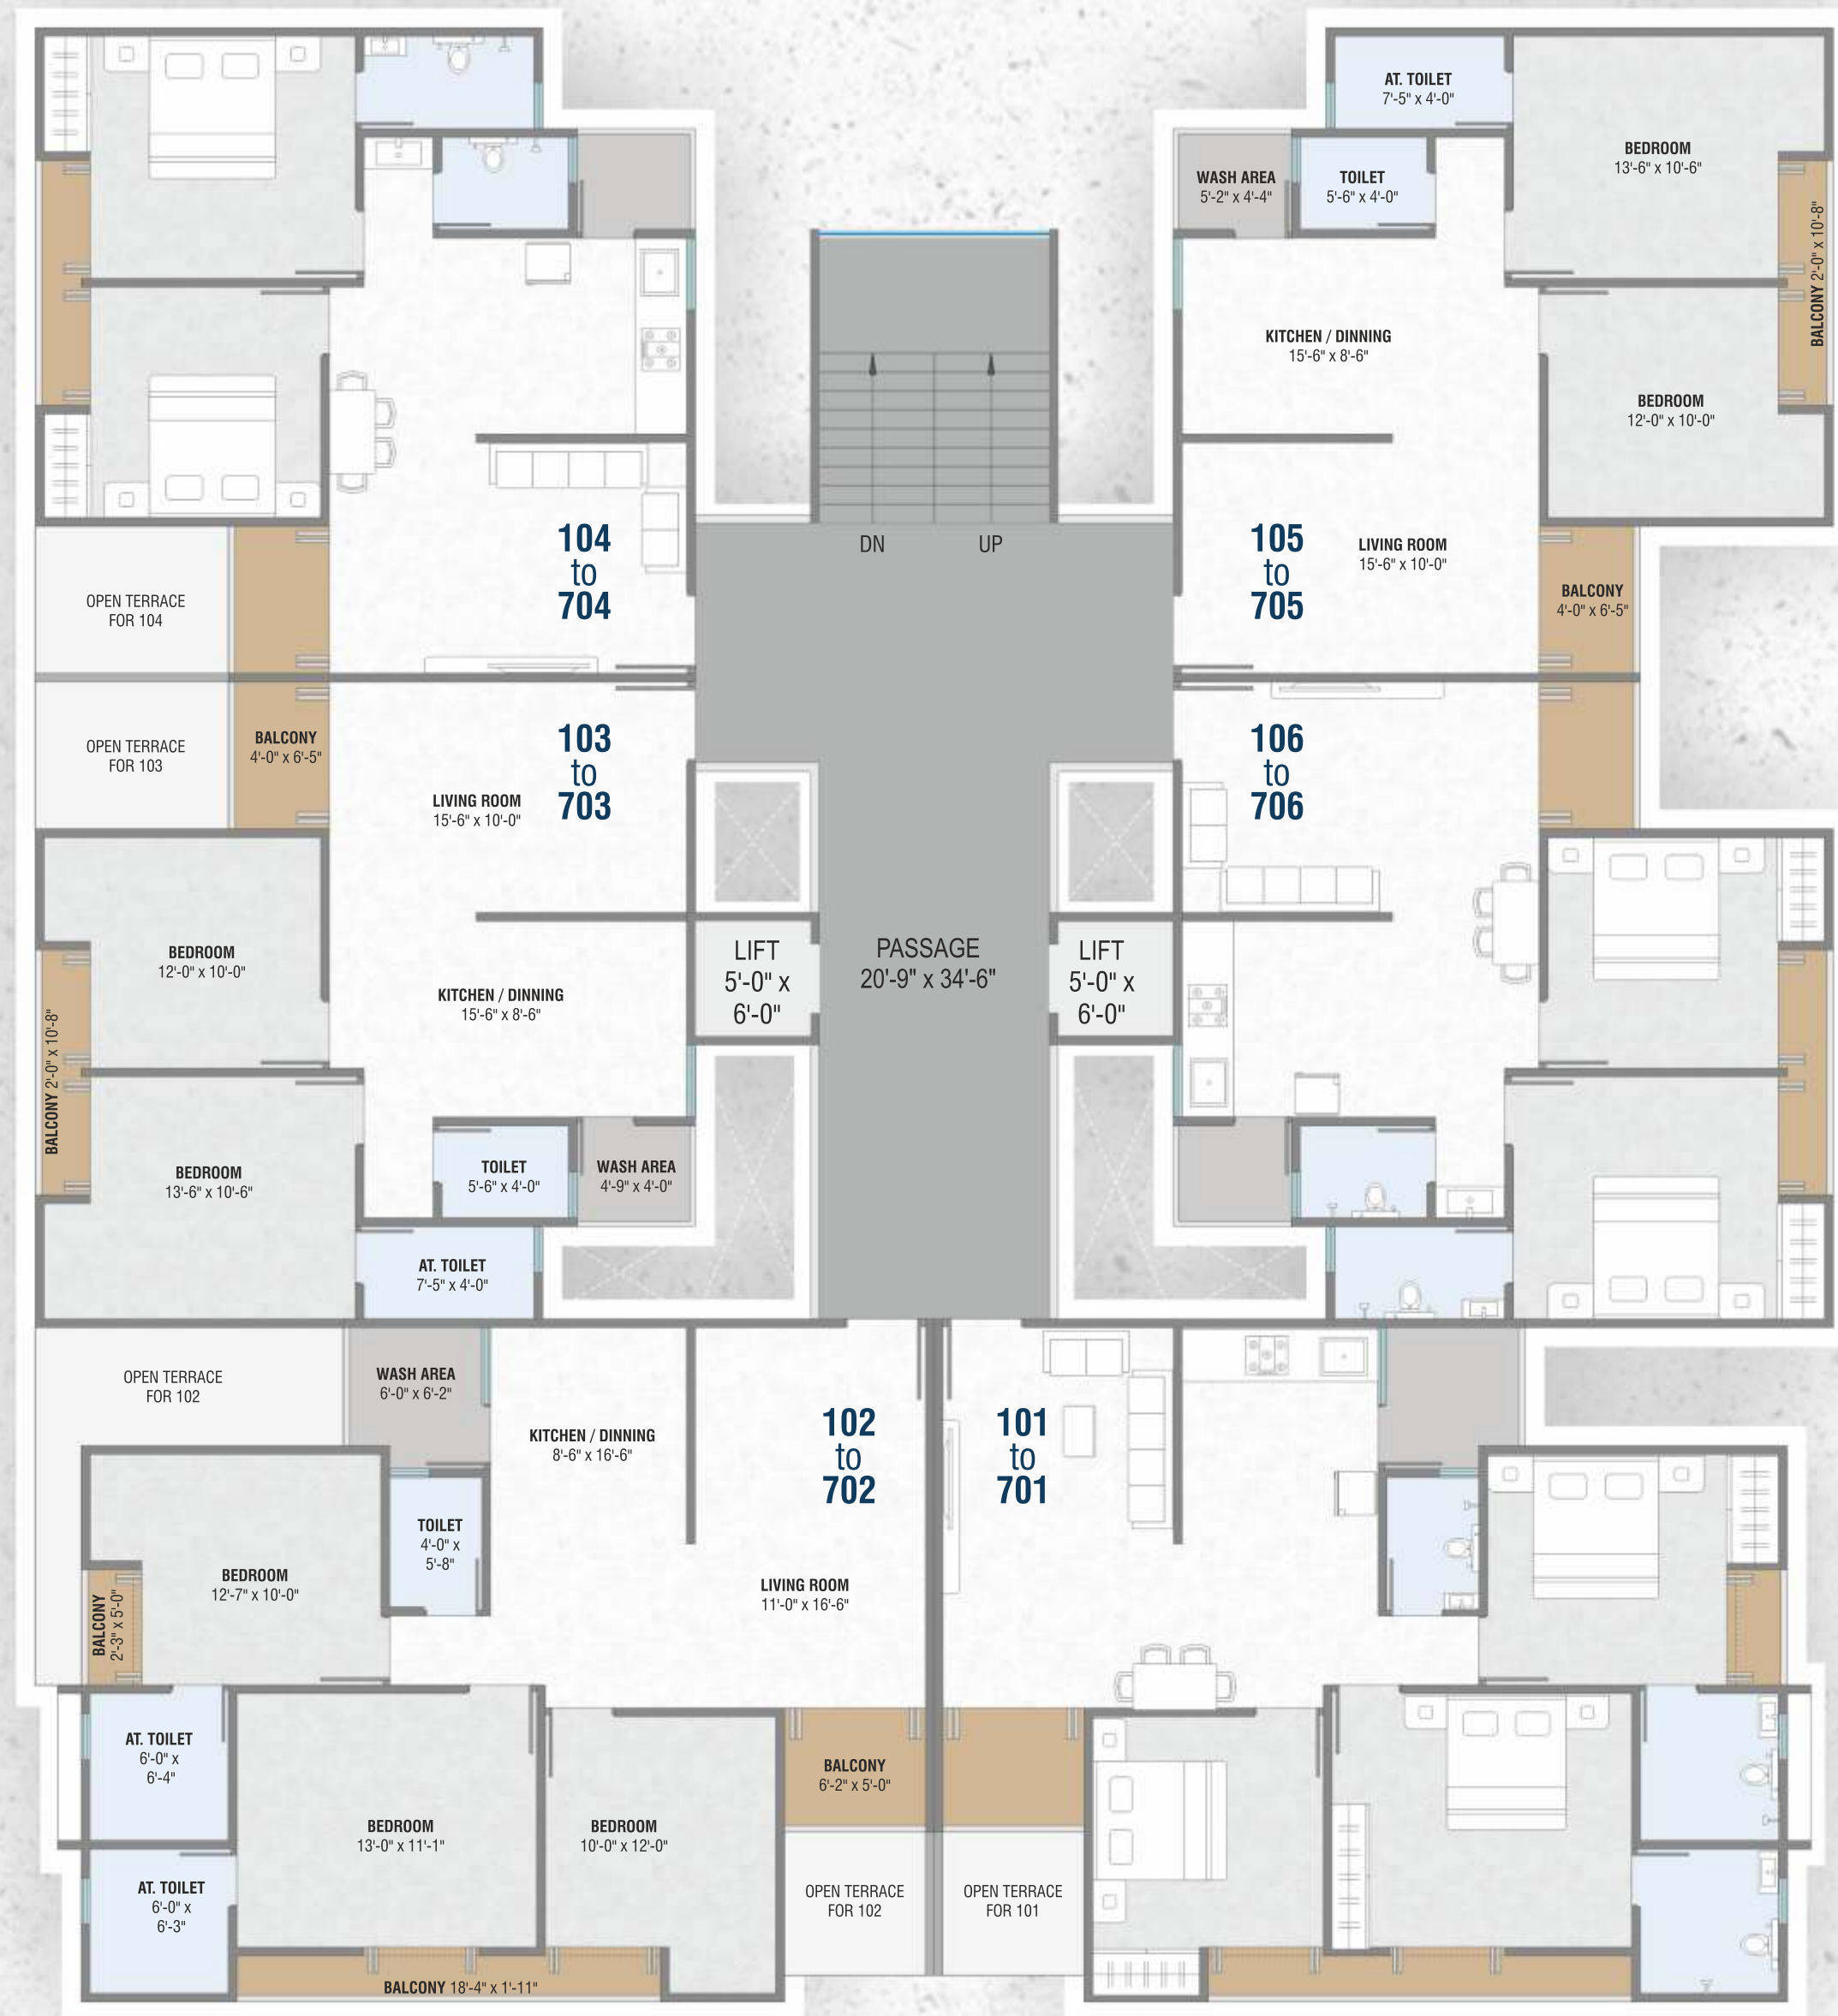 AT. TOILET
7'-5" x 4'-0"
BEDROOM
13'-6" x 10'-6"
WASH AREA
5'-2" x 4'-4"
TOILET
5'-6" x 4'-0"
BALCONY 2'-0" x 10'-8"
KITCHEN / DINNING
15'-6" x 8'-6"
BEDROOM
12'-0" x 10'-0"
104
to
704
DN
UP
105
to
705
LIVING ROOM
15'-6" x 10'-0"
OPEN TERRACE
FOR 104
BALCONY
4'-0" x 6'-5"
OPEN TERRACE
FOR 103
BALCONY
4'-0" x 6'-5"
103
to
703
LIVING ROOM
15'-6" x 10'-0"
106
to
706
BEDROOM
12'-0" x 10'-0"
KITCHEN / DINNING
15'-6" x 8'-6"
LIFT
5'-0" x
6'-0"
PASSAGE
20'-9" x 34'-6"
LIFT
5'-0" x
6'-0"
BALCONY 2'-0" x 10'-8"
BEDROOM
13'-6" x 10'-6"
TOILET
5'-6" x 4'-0"
WASH AREA
4'-9" x 4'-0"
AT. TOILET
7'-5" x 4'-0"
OPEN TERRACE
FOR 102
WASH AREA
6'-0" x 6'-2"
KITCHEN / DINNING
8'-6" x 16'-6"
102
to
702
101
to
701
TOILET
4'-0" x
5'-8"
BEDROOM
12'-7" x 10'-0"
LIVING ROOM
11'-0" x 16'-6"
BALCONY
2'-3" x 5'-0"
AT. TOILET
6'-0" x
6'-4"
BALCONY
6'-2" x 5'-0"
BEDROOM
13'-0" x 11'-1"
BEDROOM
10'-0" x 12'-0"
AT. TOILET
6'-0" x
6'-3"
OPEN TERRACE
FOR 102
OPEN TERRACE
FOR 101
BALCONY 18'-4" x 1'-11"